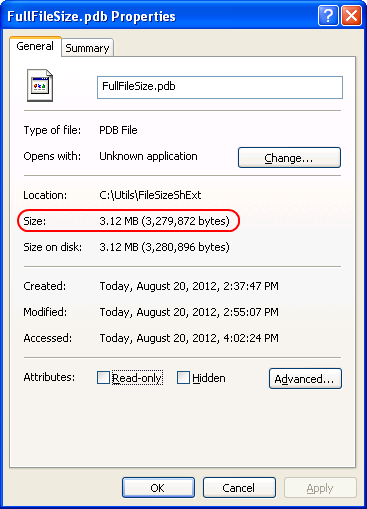 FullFileSize.pdb Properties
General Summary
FullFileSize.pdb
Type of file: PDB File
Opens with: Unknown application Change...
Location: C:\Utils\FileSizeShExt
Size: 3.12 MB (3,279,872 bytes)
Size on disk: 3.12 MB (3,280,896 bytes)
Created: Today, August 20, 2012, 2:37:47 PM
Modified: Today, August 20, 2012, 2:55:07 PM
Accessed: Today, August 20, 2012, 4:02:24 PM
Attributes: Read-only Hidden Advanced...
OK Cancel Apply